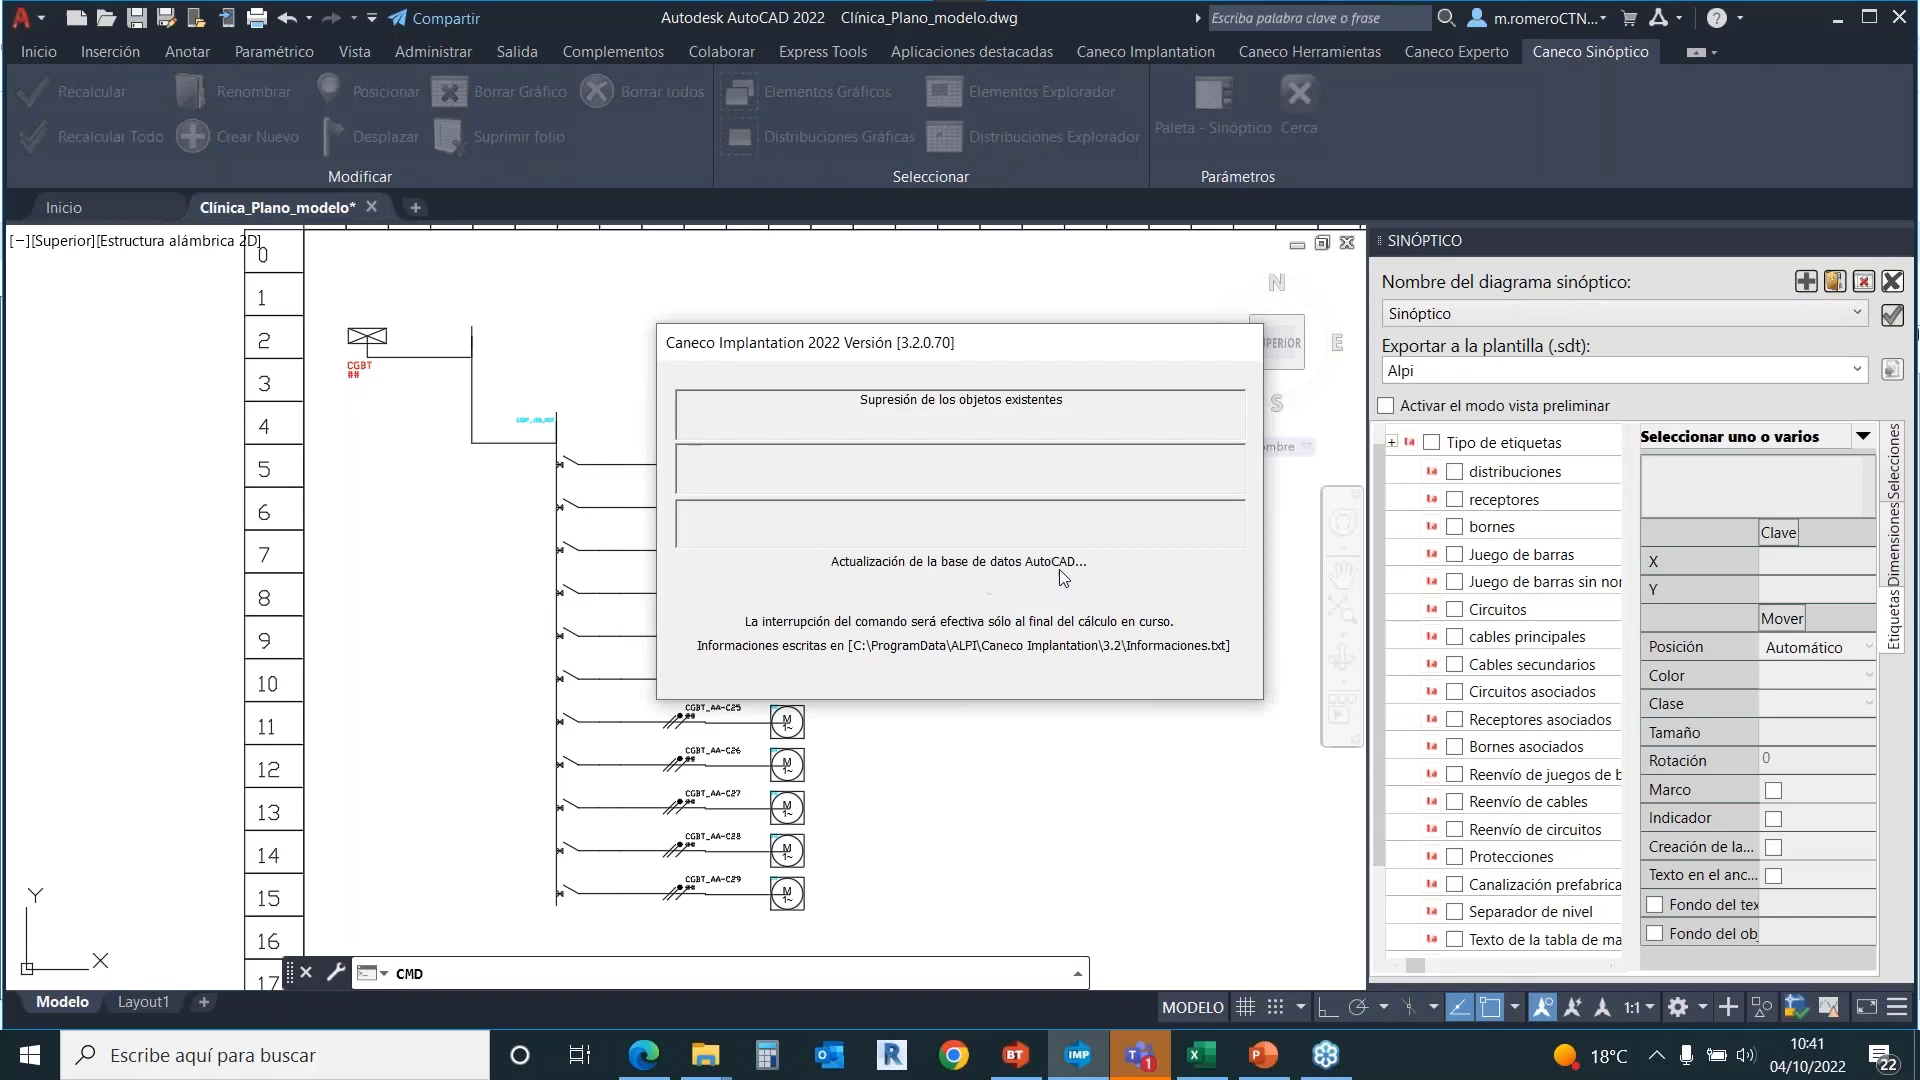 Compartir
Autodesk AutoCAD 2022 Clínica_Plano_modelo.dwg
Escriba palabra clave o frase
m.romeroCTN...
Inicio Inserción Anotar Paramétrico Vista Administrar Salida Complementos Colaborar Express Tools Aplicaciones destacadas Caneco Implantation Caneco Herramientas Caneco Experto Caneco Sinóptico
Recalcular Renombrar Posicionar Borrar Gráfico Borrar todos Elementos Gráficos Elementos Explorador
Recalcular Todo Crear Nuevo Desplazar Suprimir folio Distribuciones Gráficas Distribuciones Explorador Paleta - Sinóptico Cerca
Modificar Seleccionar Parámetros
Inicio Clínica_Plano_modelo*
[−][Superior][Estructura alámbrica 2D]
0
1
2
3
4
5
6
7
8
9
10
11
12
13
14
15
16
17
CGBT
##
N
E
S
Caneco Implantation 2022 Versión [3.2.0.70]
Supresión de los objetos existentes
Actualización de la base de datos AutoCAD...
La interrupción del comando será efectiva sólo al final del cálculo en curso.
Informaciones escritas en [C:\ProgramData\ALPI\Caneco Implantation\3.2\Informaciones.txt]
CGBT_AA-C25
M
1~
CGBT_AA-C26
M
1~
CGBT_AA-C27
M
1~
CGBT_AA-C28
M
1~
CGBT_AA-C29
M
1~
Y
X
CMD
SINÓPTICO
Nombre del diagrama sinóptico:
Sinóptico
Exportar a la plantilla (.sdt):
Alpi
Activar el modo vista preliminar
Tipo de etiquetas
distribuciones
receptores
bornes
Juego de barras
Juego de barras sin nor
Circuitos
cables principales
Cables secundarios
Circuitos asociados
Receptores asociados
Bornes asociados
Reenvío de juegos de b
Reenvío de cables
Reenvío de circuitos
Protecciones
Canalización prefabrica
Separador de nivel
Texto de la tabla de ma
Seleccionar uno o varios
Clave
X
Y
Mover
Posición Automático
Color
Clase
Tamaño
Rotación 0
Marco
Indicador
Creación de la...
Texto en el anc...
Fondo del tex
Fondo del ob
Selecciones
Dimensiones
Etiquetas
Modelo Layout1
MODELO 1:1
Escribe aquí para buscar
BT
IMP
18°C
10:41
04/10/2022
22